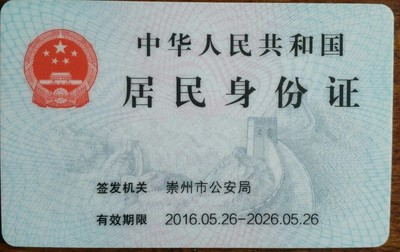 中华人民共和国
居民身份证
签发机关 崇州市公安局
有效期限 2016.05.26-2026.05.26